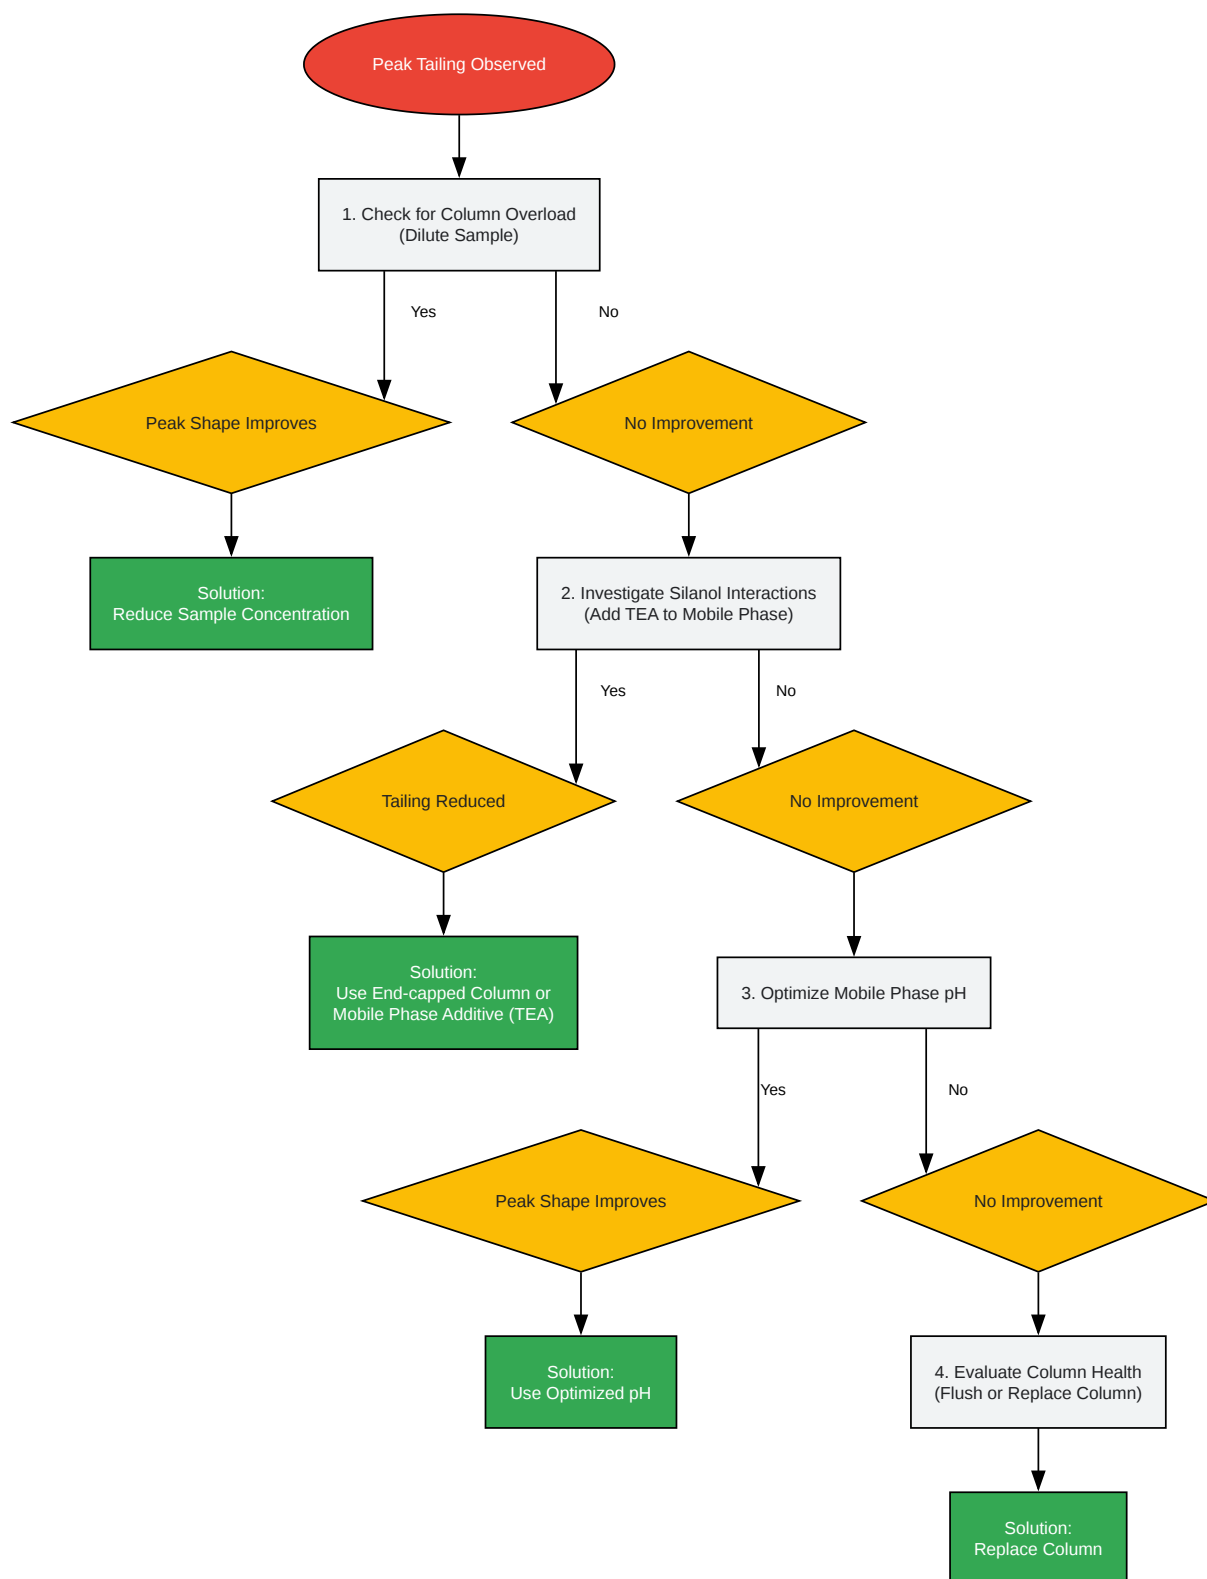 Peak Tailing Observed
1. Check for Column Overload
(Dilute Sample)
Yes
No
Peak Shape Improves
No Improvement
Solution:
Reduce Sample Concentration
2. Investigate Silanol Interactions
(Add TEA to Mobile Phase)
Yes
No
Tailing Reduced
No Improvement
Solution:
Use End-capped Column or
Mobile Phase Additive (TEA)
3. Optimize Mobile Phase pH
Yes
No
Peak Shape Improves
No Improvement
Solution:
Use Optimized pH
4. Evaluate Column Health
(Flush or Replace Column)
Solution:
Replace Column